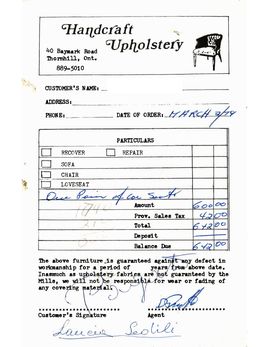 Handcraft
Upholstery
40 Baymark Road
Thornhill, Ont.
889-5010
CUSTOMER'S NAME:
ADDRESS:
PHONE: DATE OF ORDER: MARCH 9/79
PARTICULARS
RECOVER REPAIR
SOFA
CHAIR
LOVESEAT
One Pair of Car Seats
Amount 600 00
Prov. Sales Tax 42 00
Total 642 00
Deposit
Balance Due 642 00
The above furniture is guaranteed against any defect in
workmanship for a period of years from above date.
Inasmuch as upholstery fabrics are not guaranteed by the
Mills, we will not be responsible for wear or fading of
any covering material.
Customer's Signature Agent